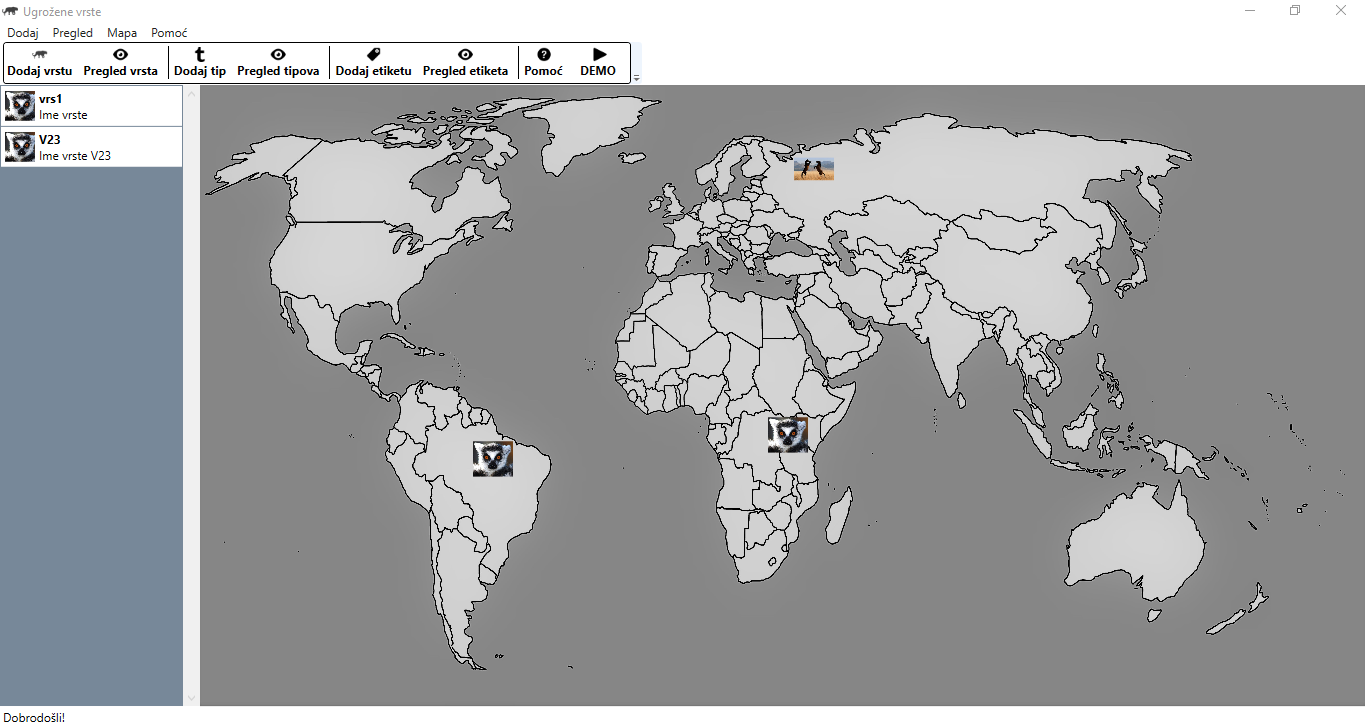 Ugrožene vrste
Dodaj Pregled Mapa Pomoć
Dodaj vrstu Pregled vrsta Dodaj tip Pregled tipova Dodaj etiketu Pregled etiketa Pomoć DEMO
vrs1
Ime vrste
V23
Ime vrste V23
Dobrodošli!